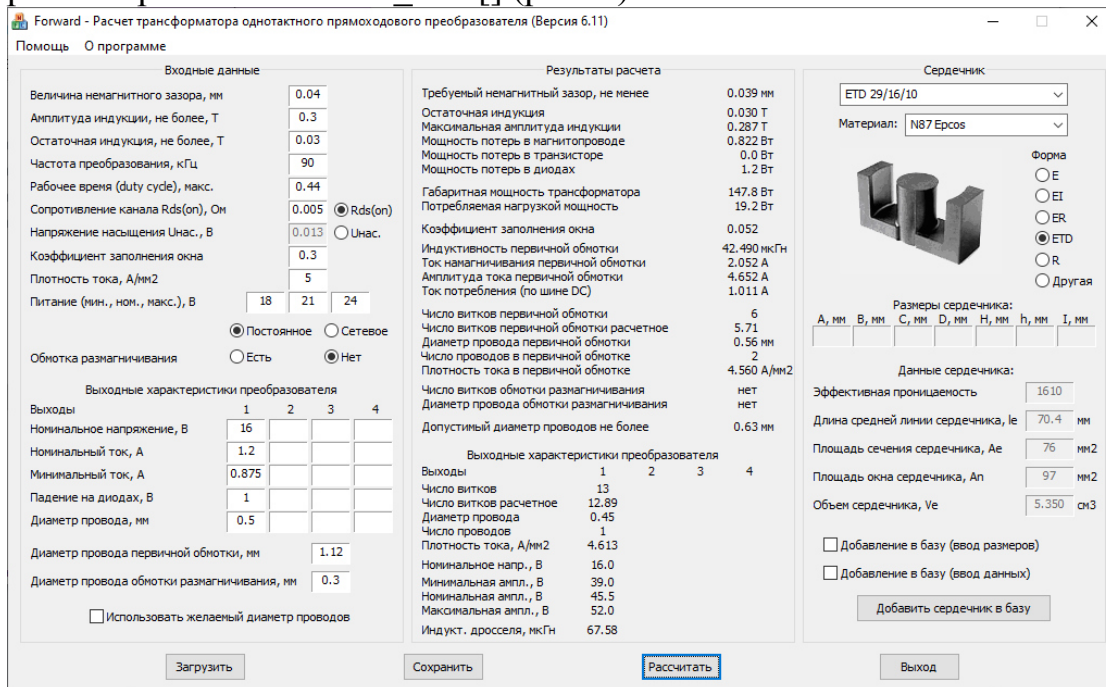 Forward - Расчет трансформатора однотактного прямоходового преобразователя (Версия 6.11)
Помощь О программе
Входные данные
Величина немагнитного зазора, мм 0.04
Амплитуда индукции, не более, Т 0.3
Остаточная индукция, не более, Т 0.03
Частота преобразования, кГц 90
Рабочее время (duty cycle), макс. 0.44
Сопротивление канала Rds(on), Ом 0.005 Rds(on)
Напряжение насыщения Uнас., В 0.013 Uнас.
Коэффициент заполнения окна 0.3
Плотность тока, А/мм2 5
Питание (мин., ном., макс.), В 18 21 24
Постоянное Сетевое
Обмотка размагничивания Есть Нет
Выходные характеристики преобразователя
Выходы 1 2 3 4
Номинальное напряжение, В 16
Номинальный ток, А 1.2
Минимальный ток, А 0.875
Падение на диодах, В 1
Диаметр провода, мм 0.5
Диаметр провода первичной обмотки, мм 1.12
Диаметр провода обмотки размагничивания, мм 0.3
Использовать желаемый диаметр проводов
Результаты расчета
Требуемый немагнитный зазор, не менее 0.039 мм
Остаточная индукция 0.030 Т
Максимальная амплитуда индукции 0.287 Т
Мощность потерь в магнитопроводе 0.822 Вт
Мощность потерь в транзисторе 0.0 Вт
Мощность потерь в диодах 1.2 Вт
Габаритная мощность трансформатора 147.8 Вт
Потребляемая нагрузкой мощность 19.2 Вт
Коэффициент заполнения окна 0.052
Индуктивность первичной обмотки 42.490 мкГн
Ток намагничивания первичной обмотки 2.052 А
Амплитуда тока первичной обмотки 4.652 А
Ток потребления (по шине DC) 1.011 А
Число витков первичной обмотки 6
Число витков первичной обмотки расчетное 5.71
Диаметр провода первичной обмотки 0.56 мм
Число проводов в первичной обмотке 2
Плотность тока в первичной обмотке 4.560 А/мм2
Число витков обмотки размагничивания нет
Диаметр провода обмотки размагничивания нет
Допустимый диаметр проводов не более 0.63 мм
Выходные характеристики преобразователя
Выходы 1 2 3 4
Число витков 13
Число витков расчетное 12.89
Диаметр провода 0.45
Число проводов 1
Плотность тока, А/мм2 4.613
Номинальное напр., В 16.0
Минимальная ампл., В 39.0
Номинальная ампл., В 45.5
Максимальная ампл., В 52.0
Индукт. дросселя, мкГн 67.58
Сердечник
ETD 29/16/10
Материал: N87 Epcos
Форма
E
EI
ER
ETD
R
Другая
Размеры сердечника:
A, мм B, мм C, мм D, мм H, мм h, мм I, мм
Данные сердечника:
Эффективная проницаемость 1610
Длина средней линии сердечника, le 70.4 мм
Площадь сечения сердечника, Ae 76 мм2
Площадь окна сердечника, An 97 мм2
Объем сердечника, Ve 5.350 см3
Добавление в базу (ввод размеров)
Добавление в базу (ввод данных)
Добавить сердечник в базу
Загрузить Сохранить Рассчитать Выход